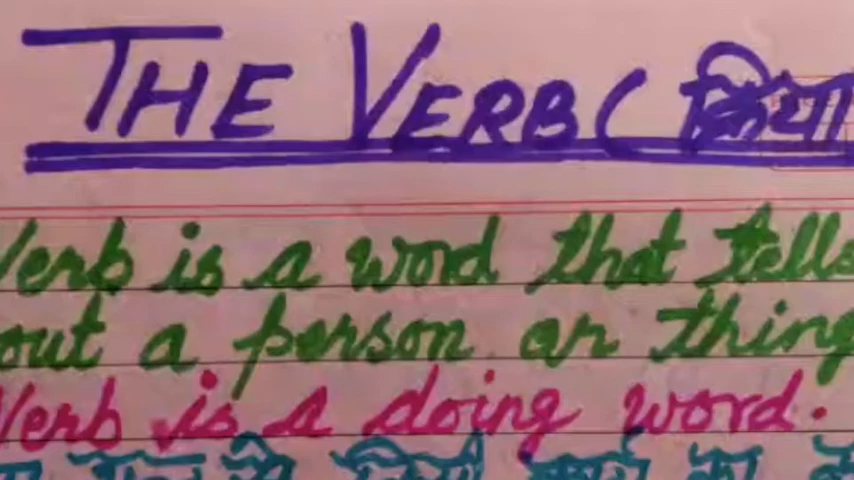 THE VERB ( क्रिया
Verb is a word that tells
out a person or thing
Verb is a doing word.